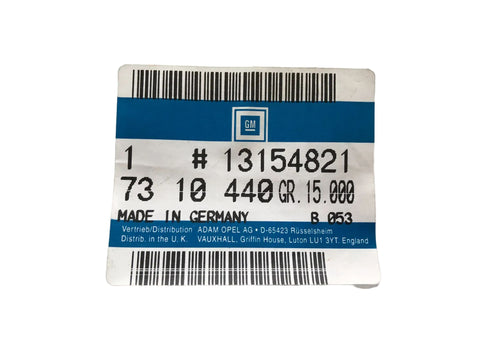 GM
1 # 13154821
73 10 440 GR. 15.000
MADE IN GERMANY B 053
Vertrieb/Distribution ADAM OPEL AG • D-65423 Rüsselsheim
Distrib. in the U. K. VAUXHALL, Griffin House, Luton LU1 3YT. England